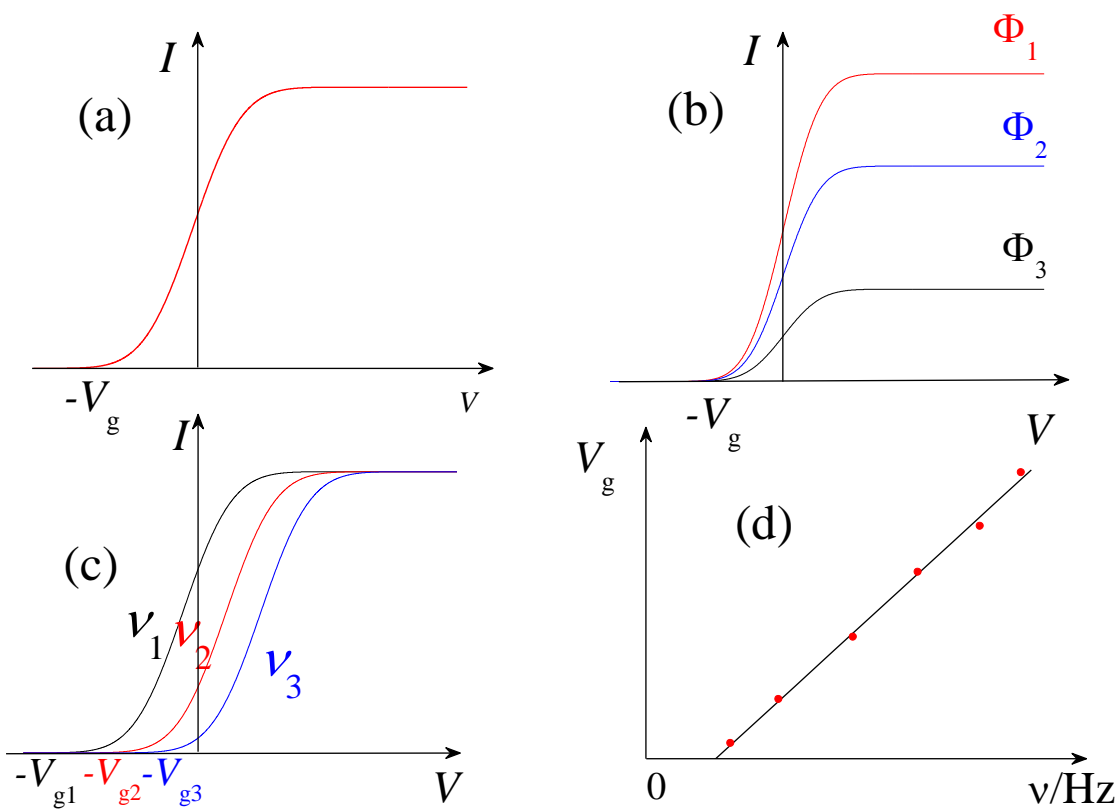 (a)
I
-V_g
V
(b)
I
Φ_1
Φ_2
Φ_3
-V_g
V
(c)
I
ν_1
ν_2
ν_3
-V_g1
-V_g2
-V_g3
V
(d)
V_g
0
ν/Hz